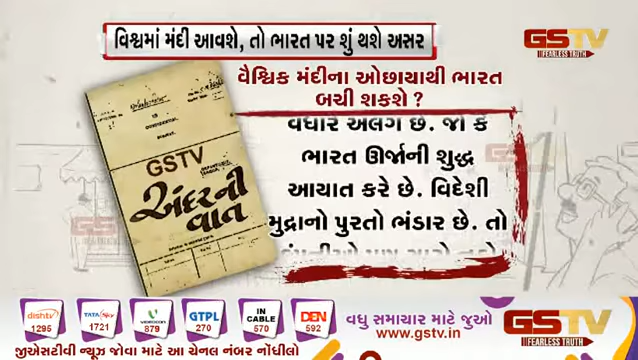 વિશ્વમાં મંદી આવશે, તો ભારત પર શું થશે અસર
GSTV
FEARLESS TRUTH
વૈશ્વિક મંદીના ઓછાયાથી ભારત
બચી શકશે ?
વધારે અલગ છે. જો કે
ભારત ઊર્જાની શુદ્ધ
આયાત કરે છે. વિદેશી
મુદ્રાનો પુરતો ભંડાર છે. તો
CONFIDENTIAL
GSTV
અંદરની
વાત
dishtv
1295
TATA Sky
1721
videocon
879
GTPL
270
IN
CABLE
570
DEN
592
વધુ સમાચાર માટે જુઓ
www.gstv.in
GSTV
FEARLESS TRUTH
જીએસટીવી ન્યૂઝ જોવા માટે આ ચેનલ નંબર નોંધીલો